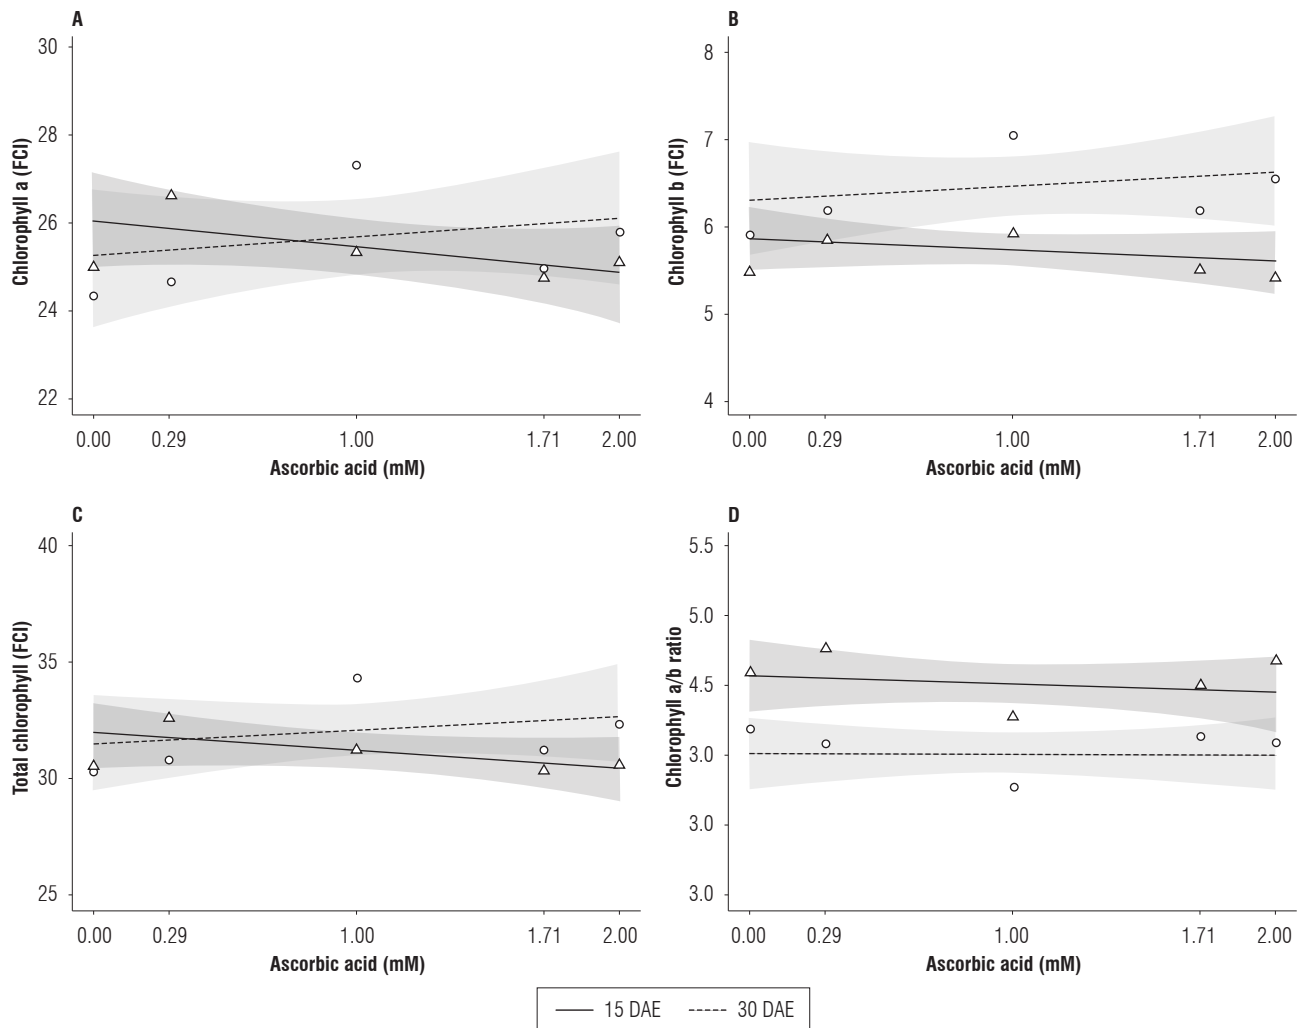 A
Chlorophyll a (FCI)
30
28
26
24
22
0.00 0.29 1.00 1.71 2.00
Ascorbic acid (mM)
B
Chlorophyll b (FCI)
8
7
6
5
4
0.00 0.29 1.00 1.71 2.00
Ascorbic acid (mM)
C
Total chlorophyll (FCI)
40
35
30
25
0.00 0.29 1.00 1.71 2.00
Ascorbic acid (mM)
D
Chlorophyll a/b ratio
5.5
5.0
4.5
3.0
3.0
3.0
0.00 0.29 1.00 1.71 2.00
Ascorbic acid (mM)
15 DAE 30 DAE